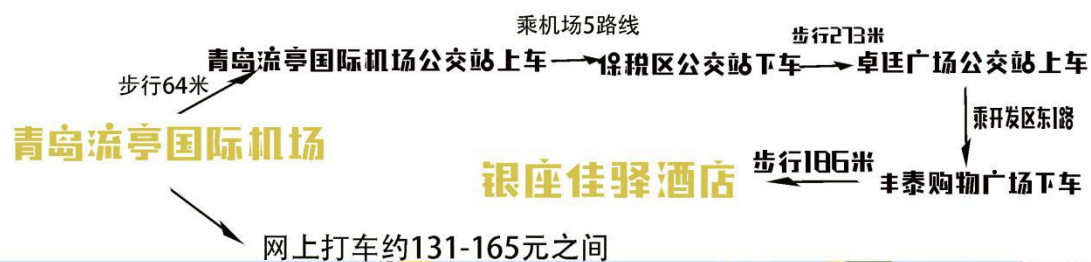 乘机场5路线
步行273米
青岛流亭国际机场公交站上车
保税区公交站下车
卓廷广场公交站上车
步行64米
乘开发区东1路
青岛流亭国际机场
银座佳驿酒店
步行186米
丰泰购物广场下车
网上打车约131-165元之间